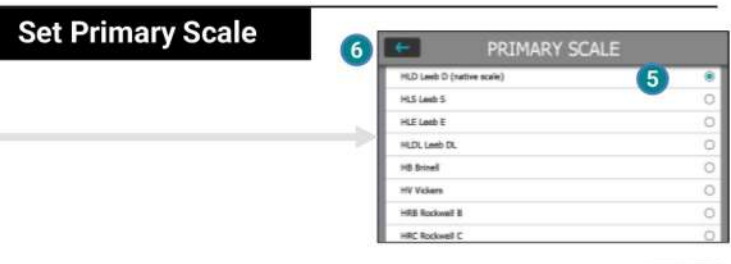 Set Primary Scale
6
PRIMARY SCALE
HLD Leeb D (native scale)
5
HLS Leeb S
HLE Leeb E
HLDL Leeb DL
HB Brinell
HV Vickers
HRB Rockwell B
HRC Rockwell C